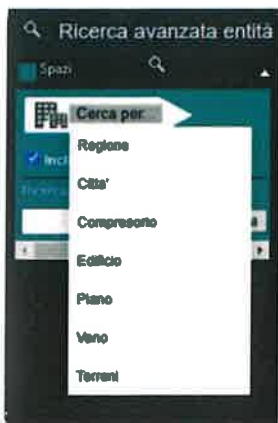 Ricerca avanzata entita
Spazi
Cerca per...
Regione
Citta'
Comprensorio
Edificio
Piano
Vano
Terreni